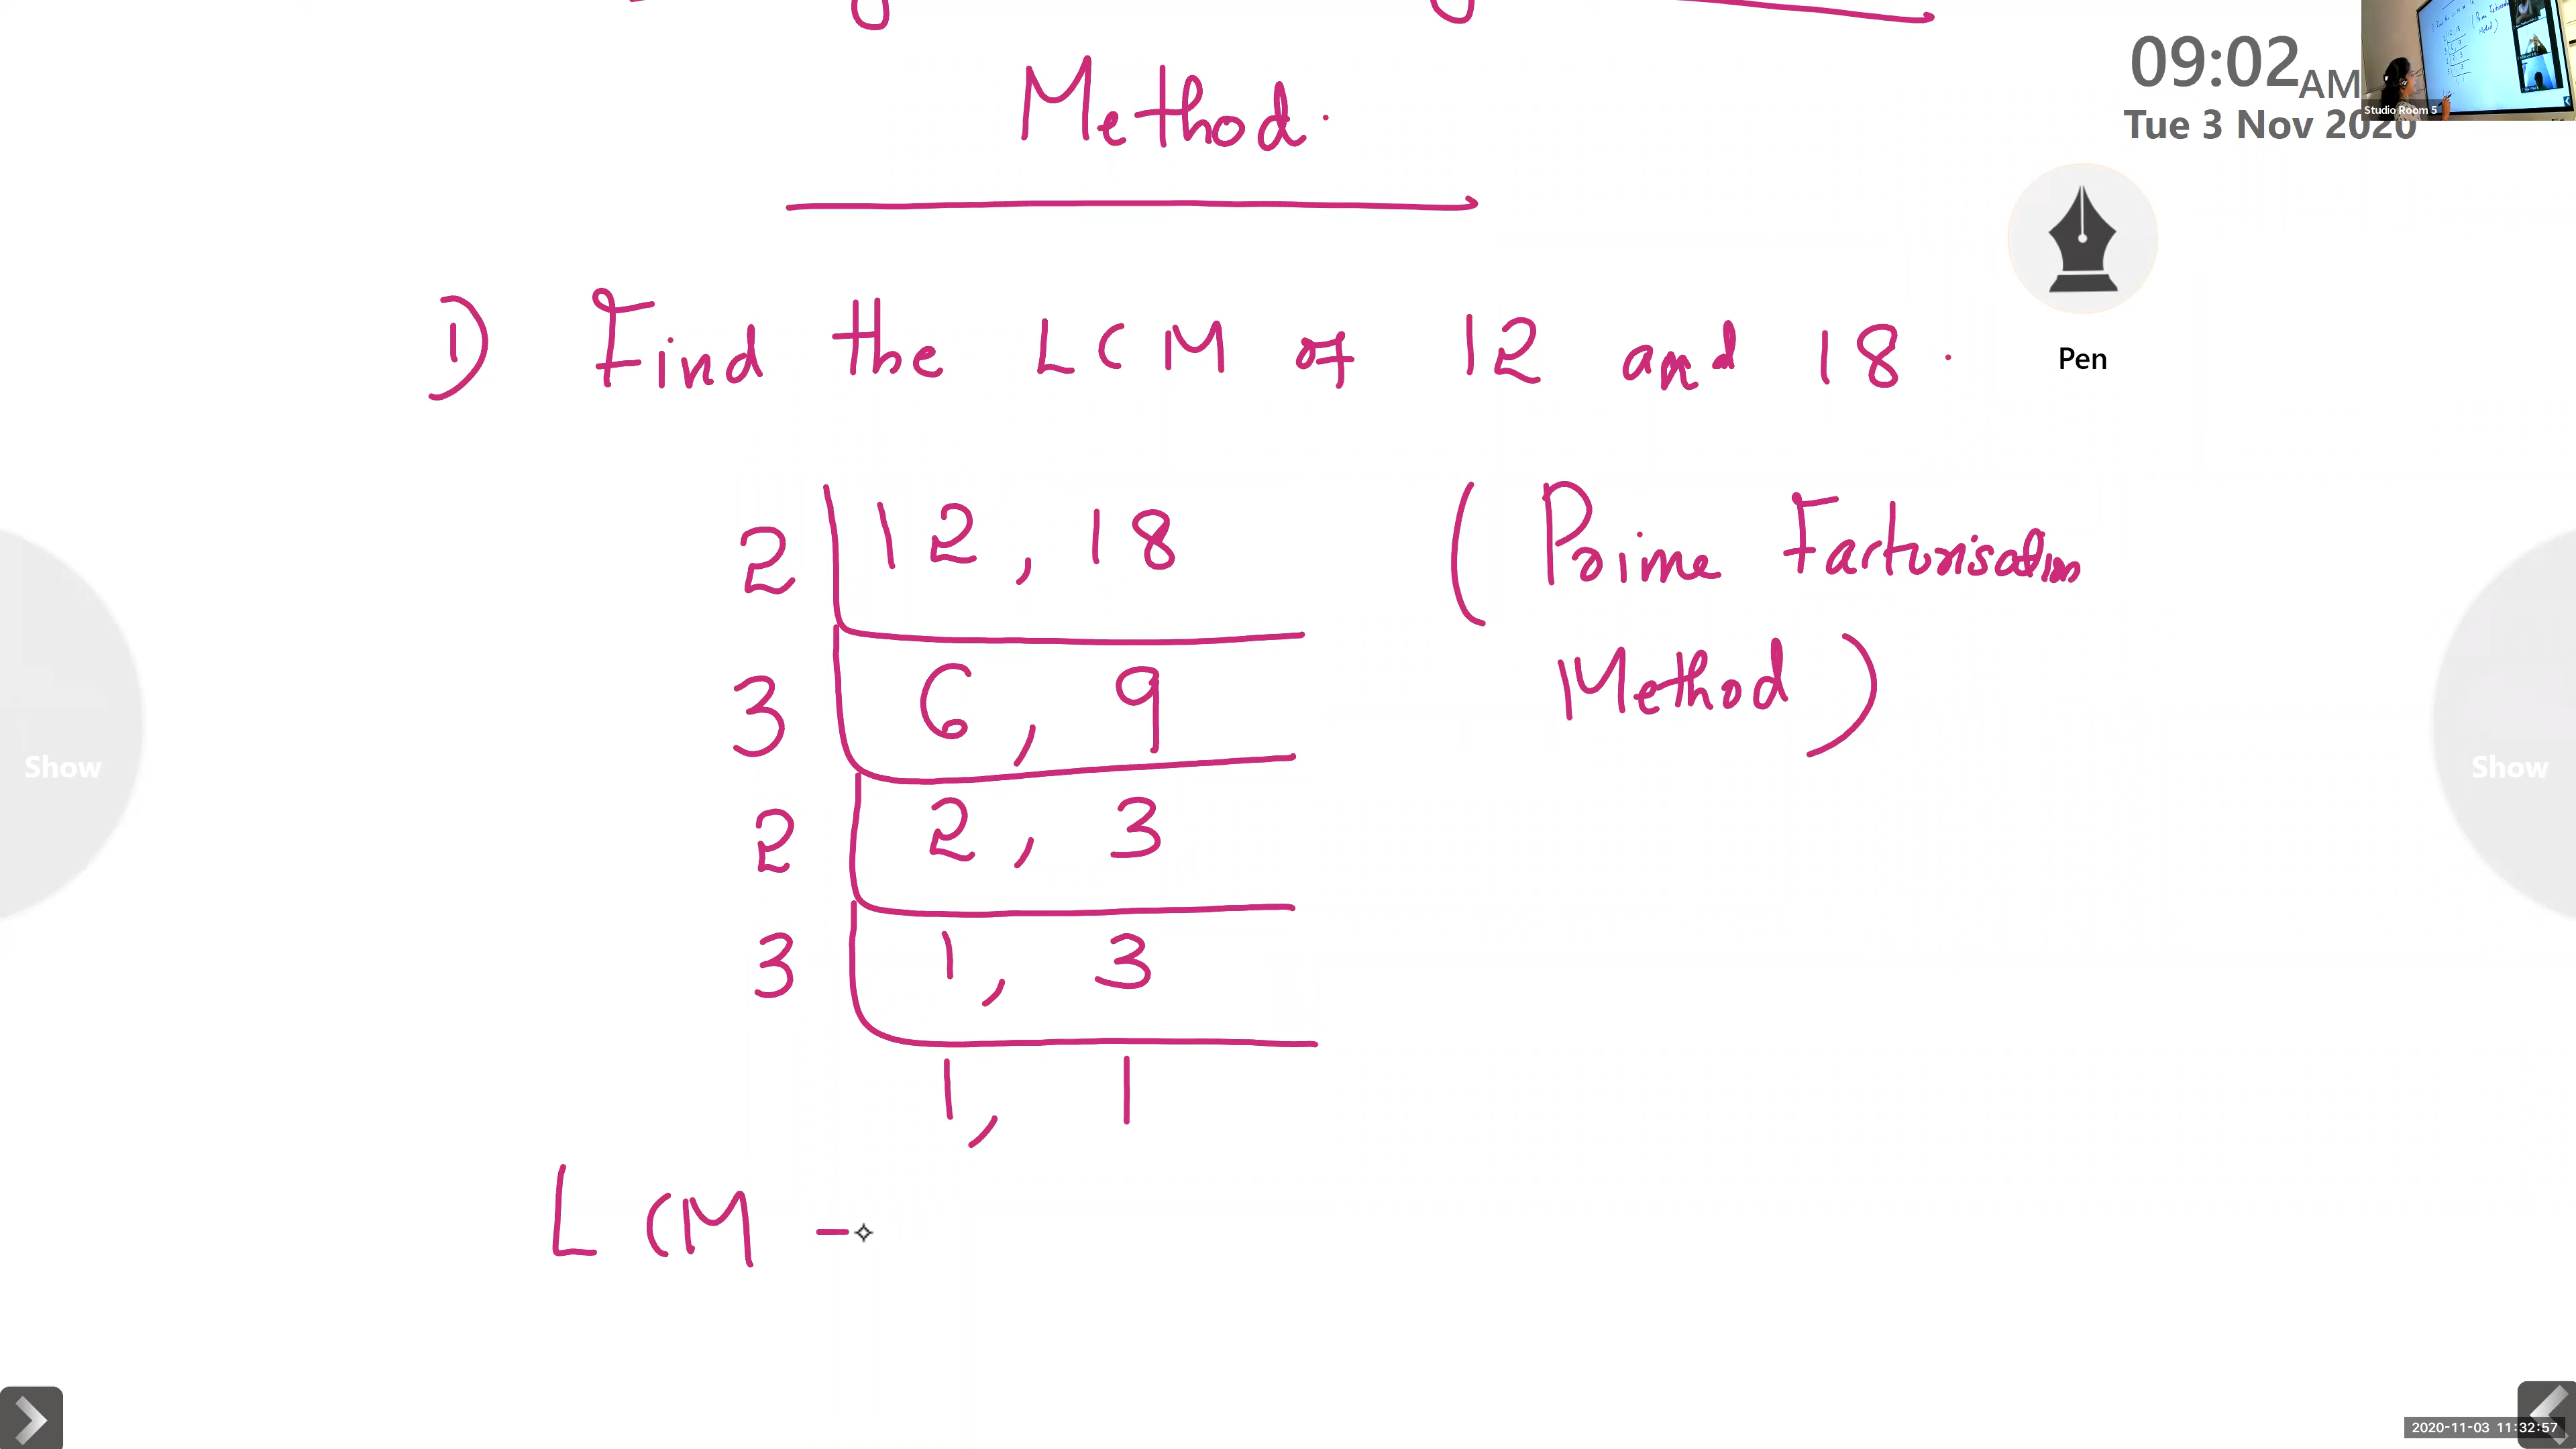 Method.
09:02 AM
Tue 3 Nov 2020
Studio Room 5
Pen
1) Find the LCM of 12 and 18.
2 | 12, 18
(Prime Factorisation
3 | 6, 9
Method)
2 | 2, 3
3 | 1, 3
1, 1
LCM -
Show
Show
2020-11-03 11:32:57